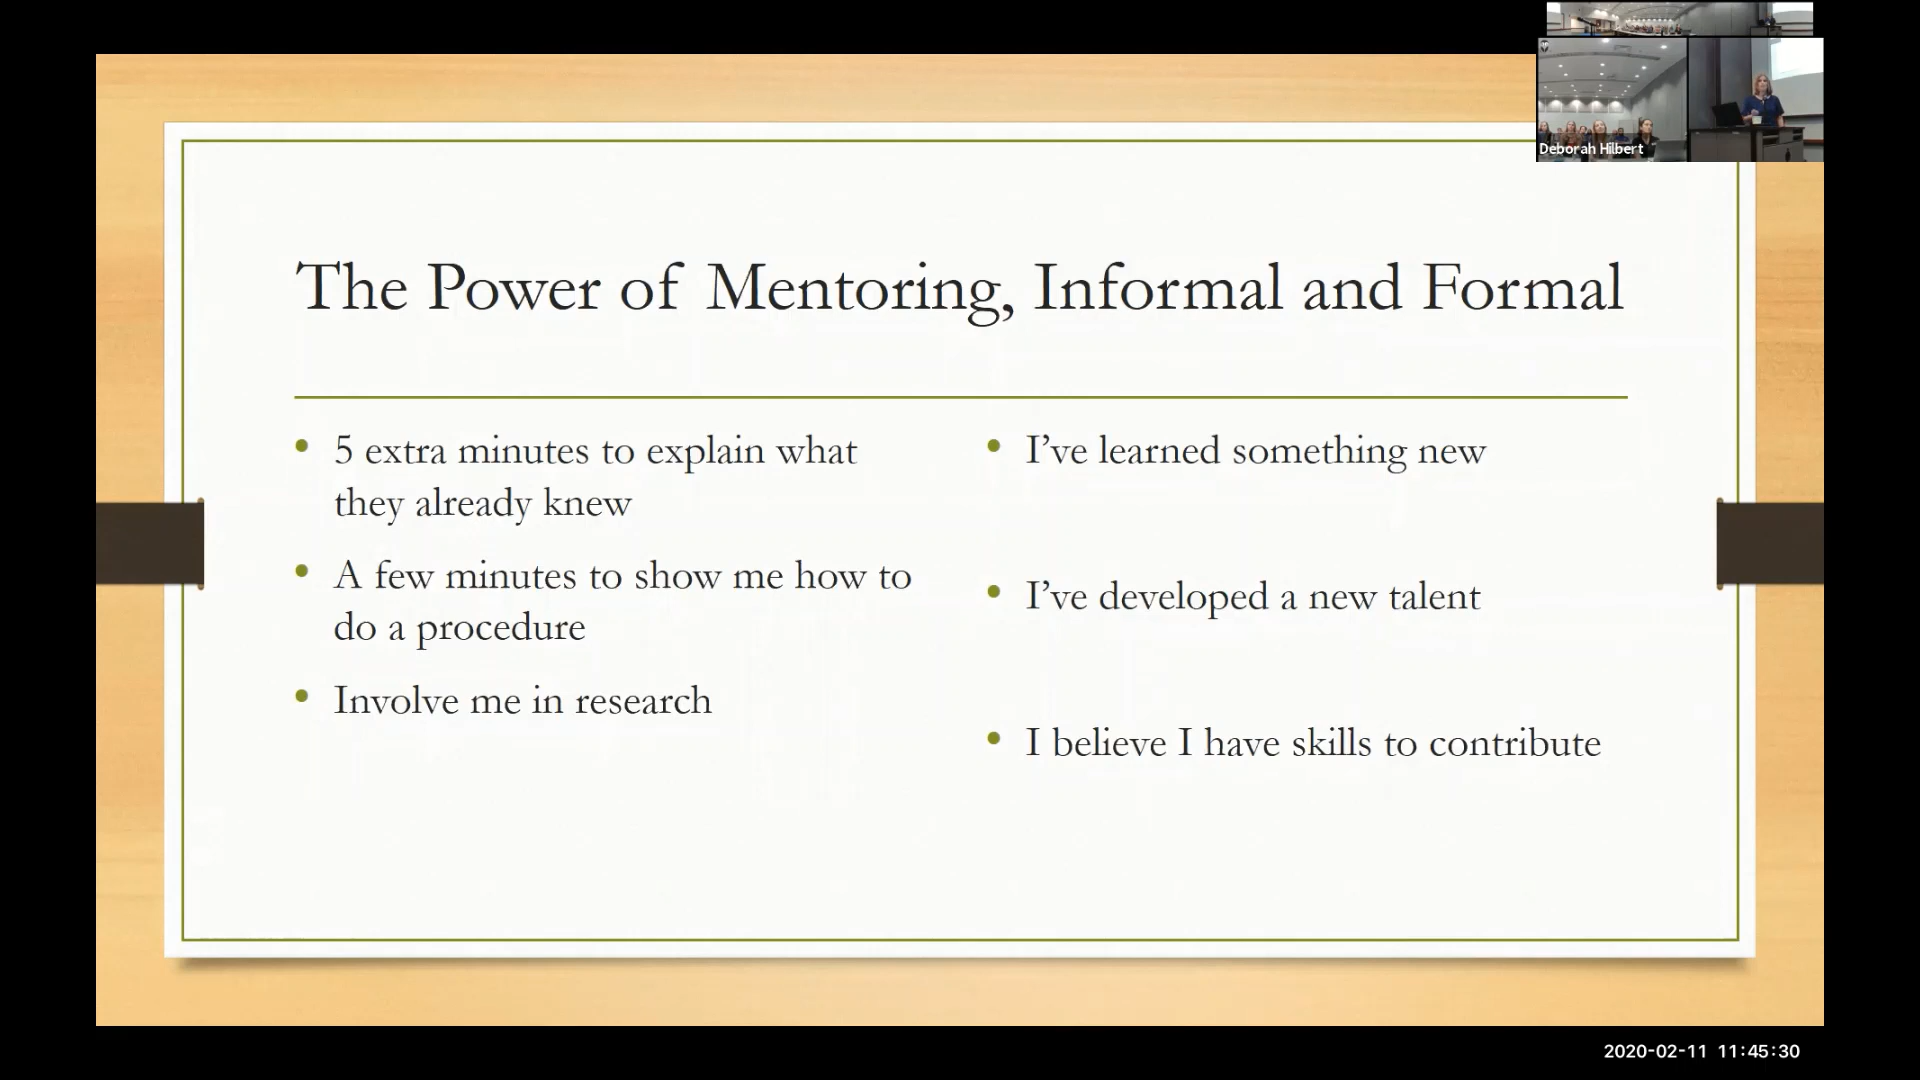 Deborah Hilbert
The Power of Mentoring, Informal and Formal
• 5 extra minutes to explain what
they already knew
• A few minutes to show me how to
do a procedure
• Involve me in research
• I’ve learned something new
• I’ve developed a new talent
• I believe I have skills to contribute
2020-02-11 11:45:30